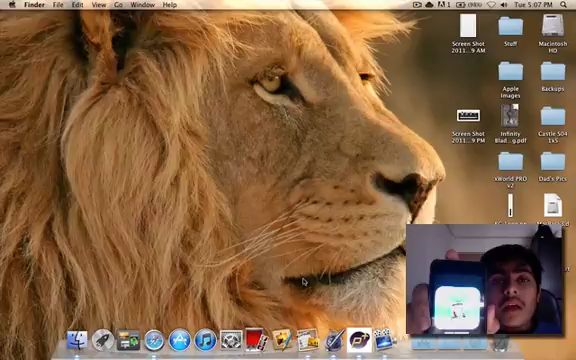 Finder File Edit View Go Window Help
(98%) Tue 5:07 PM
Screen Shot
2011...9 AM
Stuff
Macintosh
HD
Apple
Images
Backups
Screen Shot
2011...9 PM
Infinity
Blad...g.pdf
Castle S04
vWorld PRO
v2
Dad's Pics